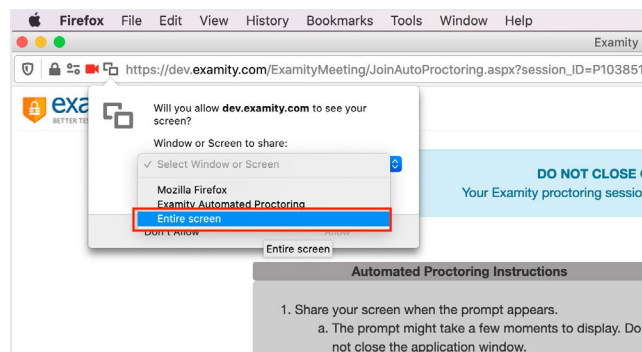 Firefox File Edit View History Bookmarks Tools Window Help
Examity
https://dev.examity.com/ExamityMeeting/JoinAutoProctoring.aspx?session_ID=P103851
exa
BETTER TE
Will you allow dev.examity.com to see your
screen?
Window or Screen to share:
✓ Select Window or Screen
Mozilla Firefox
Examity Automated Proctoring
Entire screen
Don't Allow Allow
Entire screen
DO NOT CLOSE
Your Examity proctoring sessio
Automated Proctoring Instructions
1. Share your screen when the prompt appears.
a. The prompt might take a few moments to display. Do
not close the application window.